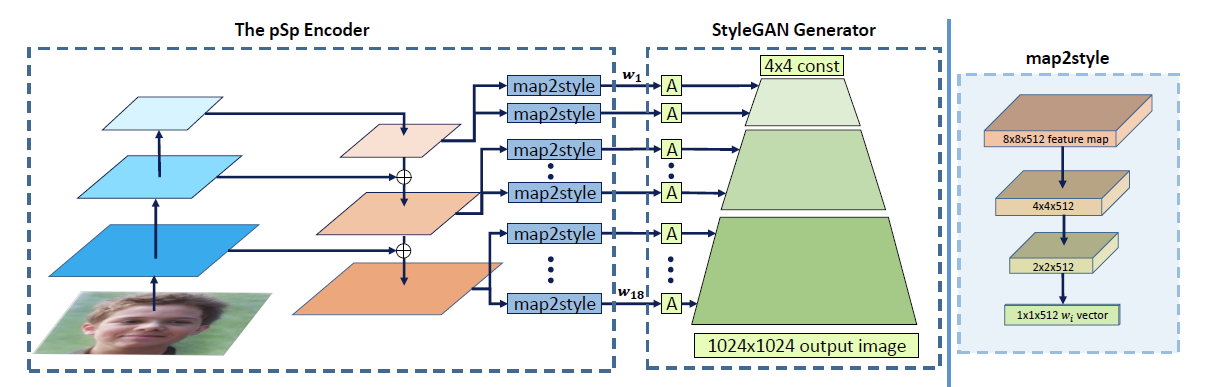 The pSp Encoder
StyleGAN Generator
map2style
map2style
map2style
map2style
map2style
map2style
w₁
w₁₈
A
A
A
A
A
A
4x4 const
1024x1024 output image
map2style
8x8x512 feature map
4x4x512
2x2x512
1x1x512 wᵢ vector